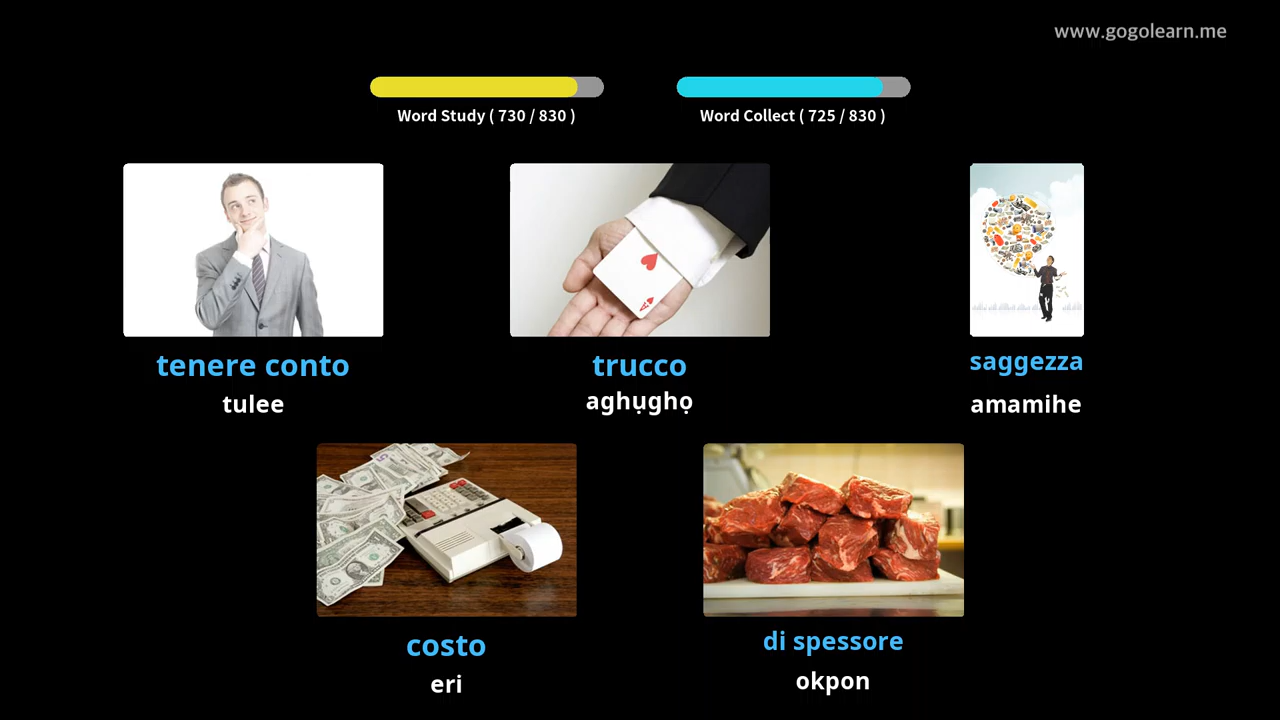 www.gogolearn.me
Word Study ( 730 / 830 )
Word Collect ( 725 / 830 )
tenere conto
tulee
trucco
aghụghọ
saggezza
amamihe
costo
eri
di spessore
okpon